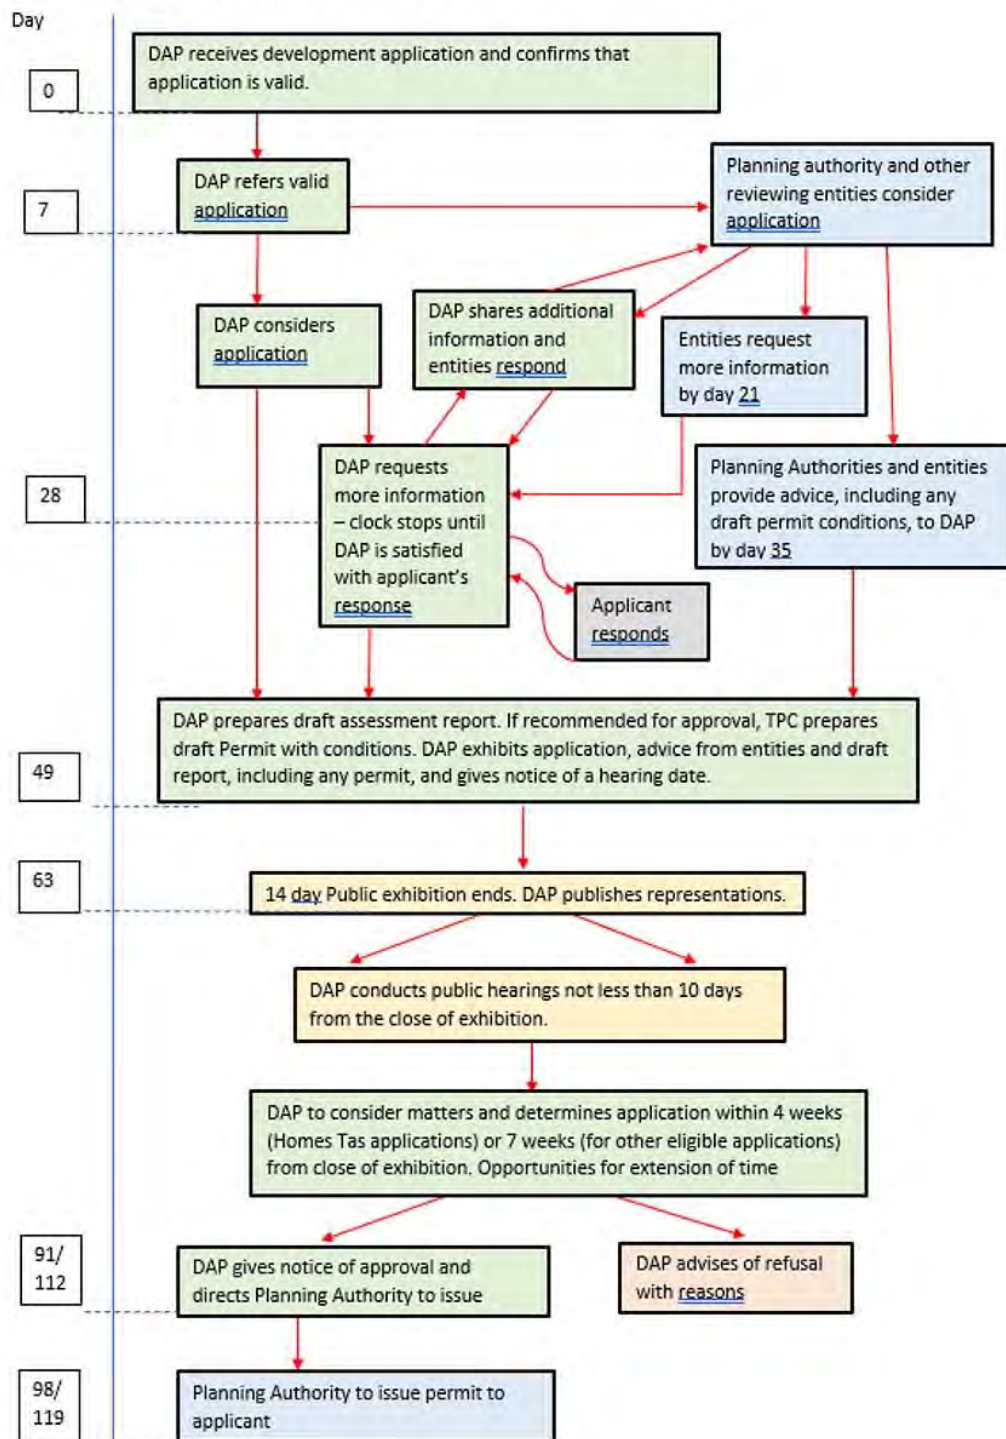 Day
DAP receives development application and confirms that
application is valid.
0
DAP refers valid
application
Planning authority and other
reviewing entities consider
application
7
DAP considers
application
DAP shares additional
information and
entities respond
Entities request
more information
by day 21
DAP requests
more information
– clock stops until
DAP is satisfied
with applicant's
response
Planning Authorities and entities
provide advice, including any
draft permit conditions, to DAP
by day 35
28
Applicant
responds
DAP prepares draft assessment report. If recommended for approval, TPC prepares
draft Permit with conditions. DAP exhibits application, advice from entities and draft
report, including any permit, and gives notice of a hearing date.
49
63
14 day Public exhibition ends. DAP publishes representations.
DAP conducts public hearings not less than 10 days
from the close of exhibition.
DAP to consider matters and determines application within 4 weeks
(Homes Tas applications) or 7 weeks (for other eligible applications)
from close of exhibition. Opportunities for extension of time
91/
112
DAP gives notice of approval and
directs Planning Authority to issue
DAP advises of refusal
with reasons
98/
119
Planning Authority to issue permit to
applicant